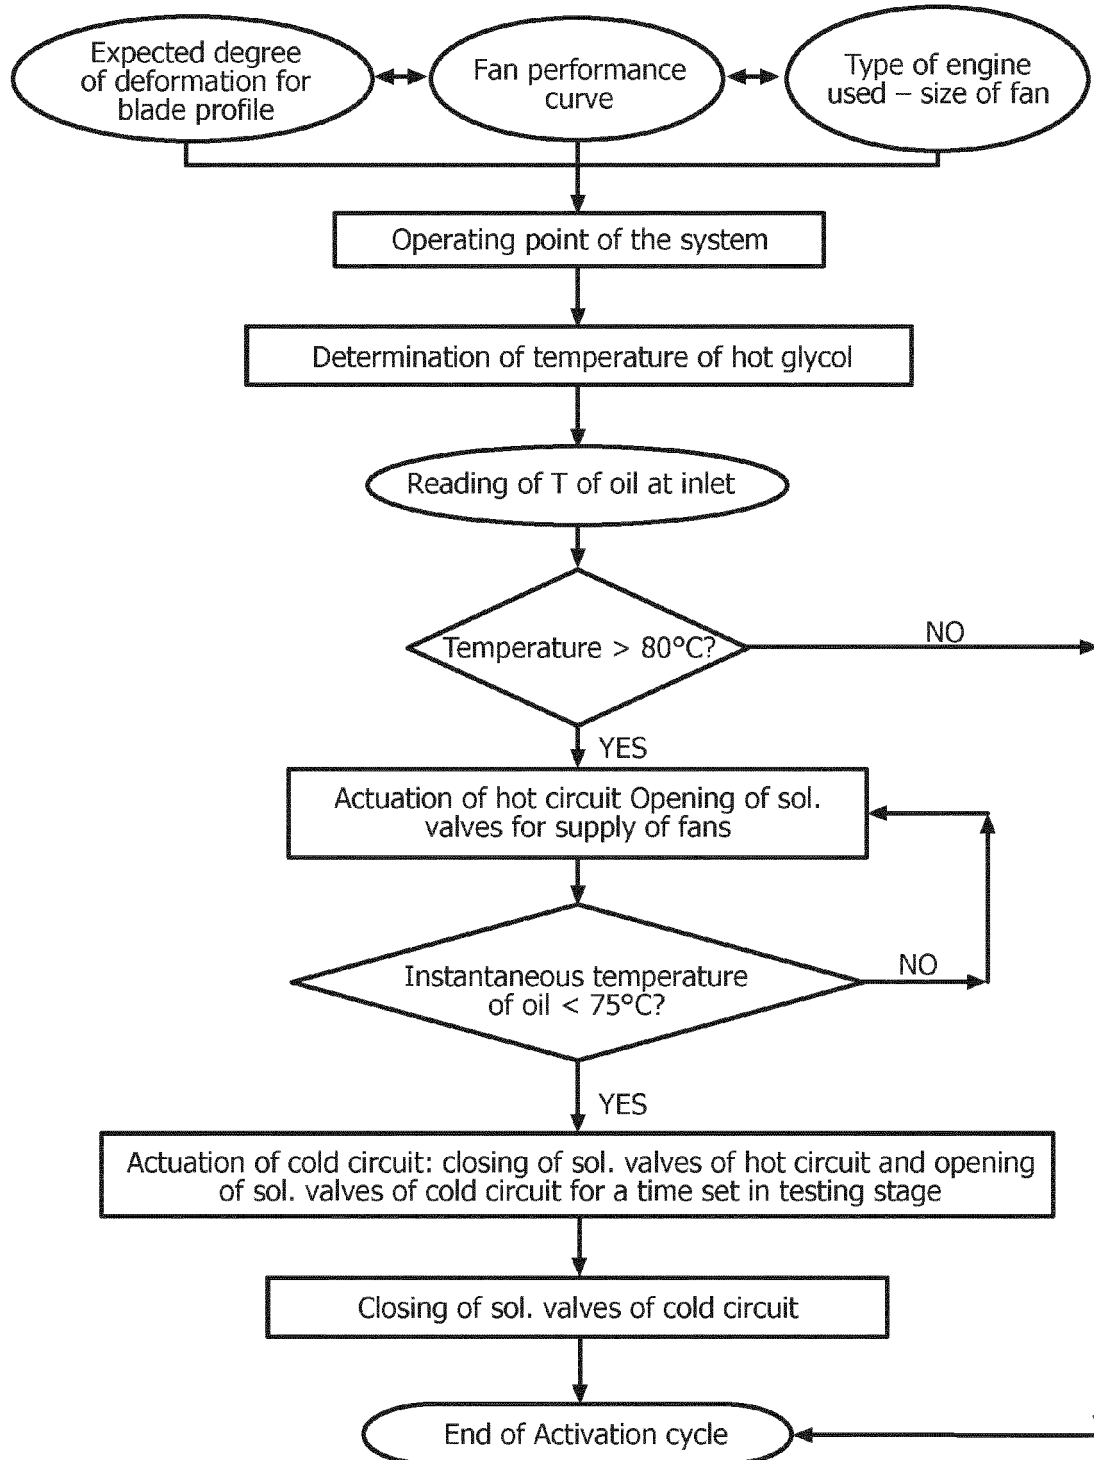 Expected degree
of deformation for
blade profile
Fan performance
curve
Type of engine
used – size of fan
Operating point of the system
Determination of temperature of hot glycol
Reading of T of oil at inlet
Temperature > 80°C?
NO
YES
Actuation of hot circuit Opening of sol.
valves for supply of fans
Instantaneous temperature
of oil < 75°C?
NO
YES
Actuation of cold circuit: closing of sol. valves of hot circuit and opening
of sol. valves of cold circuit for a time set in testing stage
Closing of sol. valves of cold circuit
End of Activation cycle